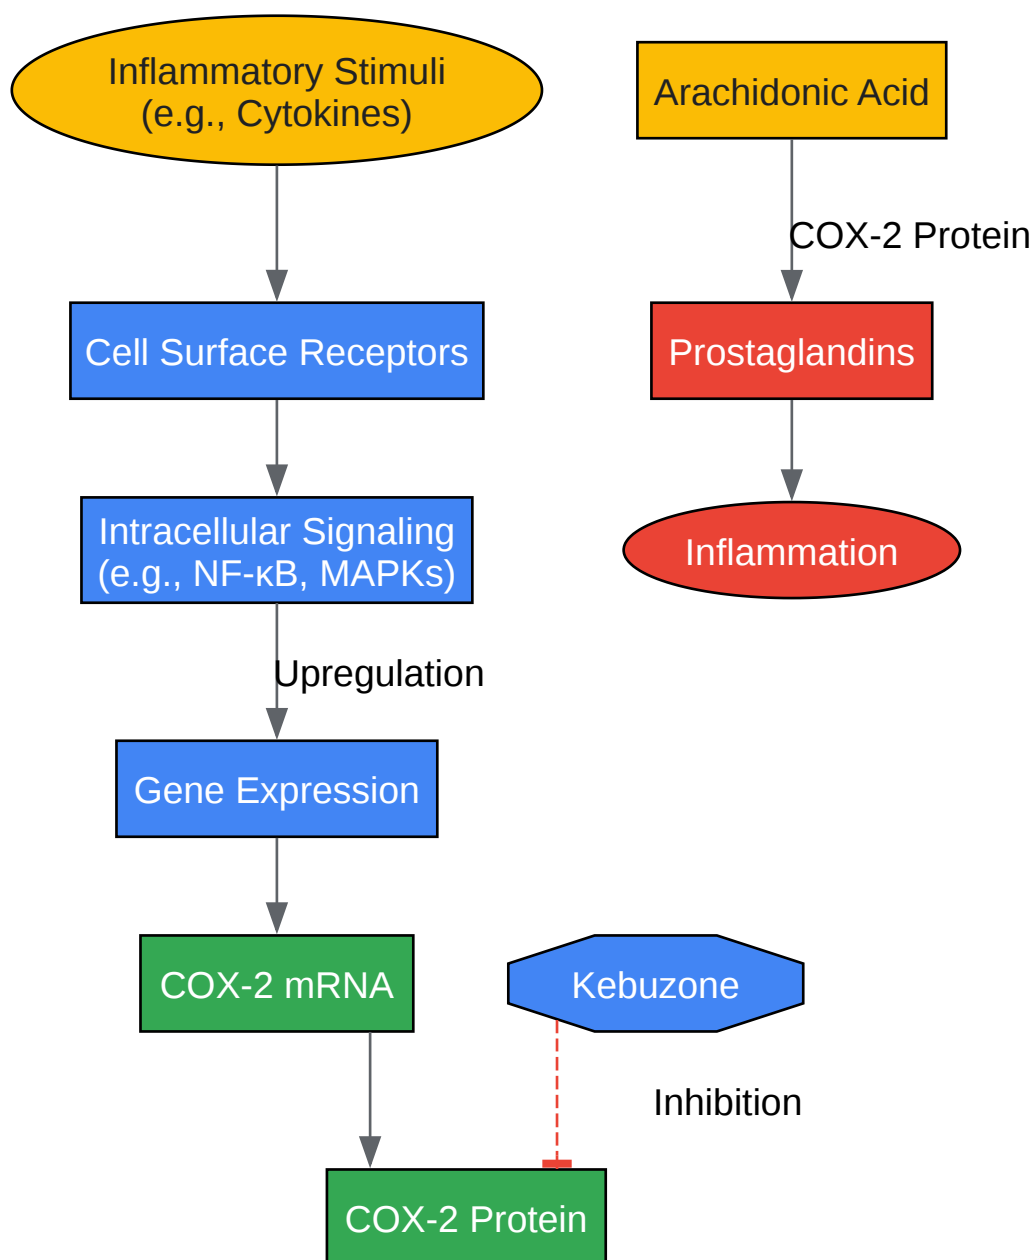 Inflammatory Stimuli
(e.g., Cytokines)
Arachidonic Acid
COX-2 Protein
Cell Surface Receptors
Prostaglandins
Intracellular Signaling
(e.g., NF-κB, MAPKs)
Inflammation
Upregulation
Gene Expression
COX-2 mRNA
Kebuzone
Inhibition
COX-2 Protein